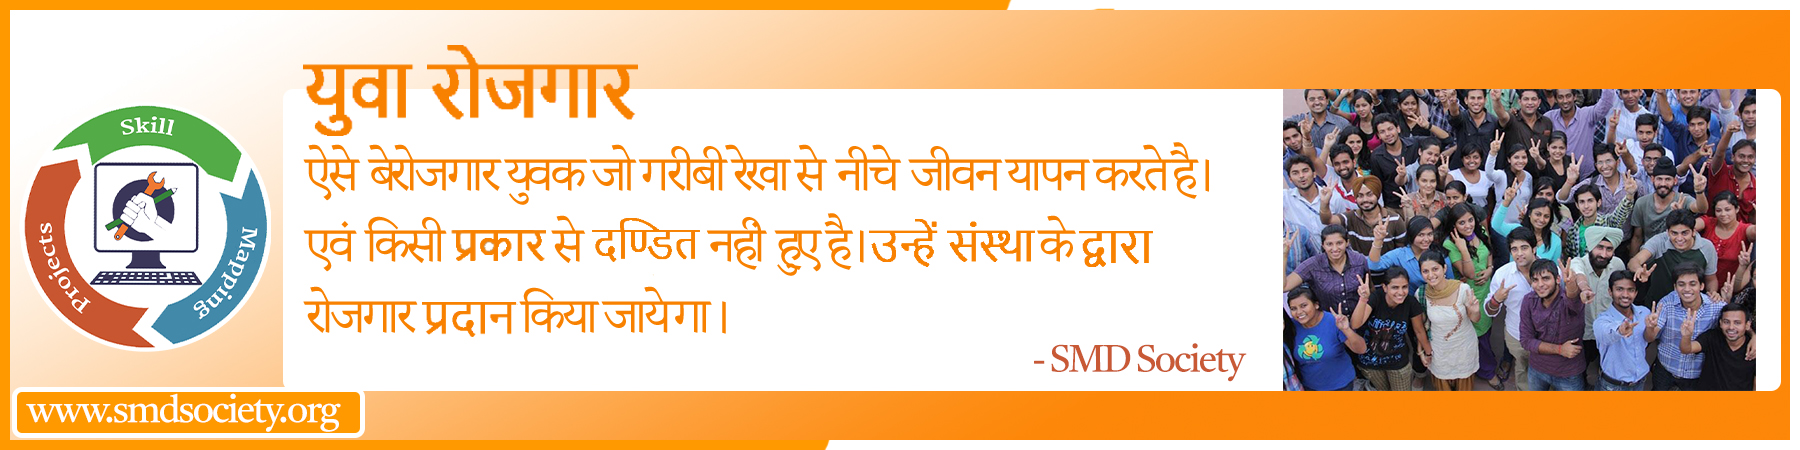 युवा रोजगार
Skill
Mapping
Projects
ऐसे बेरोजगार युवक जो गरीबी रेखा से नीचे जीवन यापन करते है।
एवं किसी प्रकार से दण्डित नही हुए है। उन्हें संस्था के द्वारा
रोजगार प्रदान किया जायेगा।
- SMD Society
www.smdsociety.org